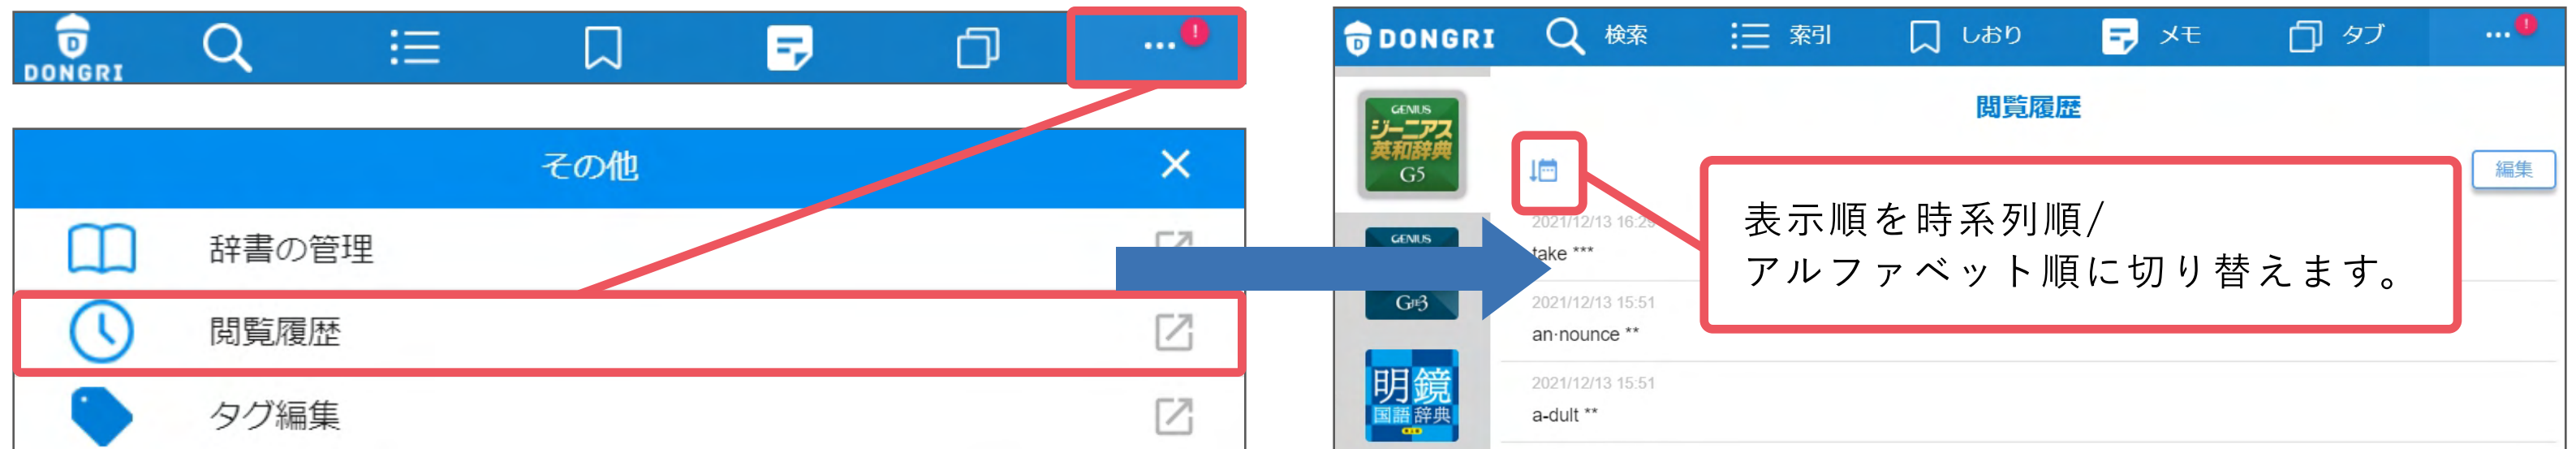 DONGRI
!
その他
×
辞書の管理
閲覧履歴
タグ編集
DONGRI
検索
索引
しおり
メモ
タブ
!
閲覧履歴
GENIUS
ジーニアス
英和辞典
G5
編集
表示順を時系列順/
アルファベット順に切り替えます。
2021/12/13 16:29
take ***
GENIUS
2021/12/13 15:51
an·nounce **
明鏡
国語辞典
2021/12/13 15:51
a-dult **